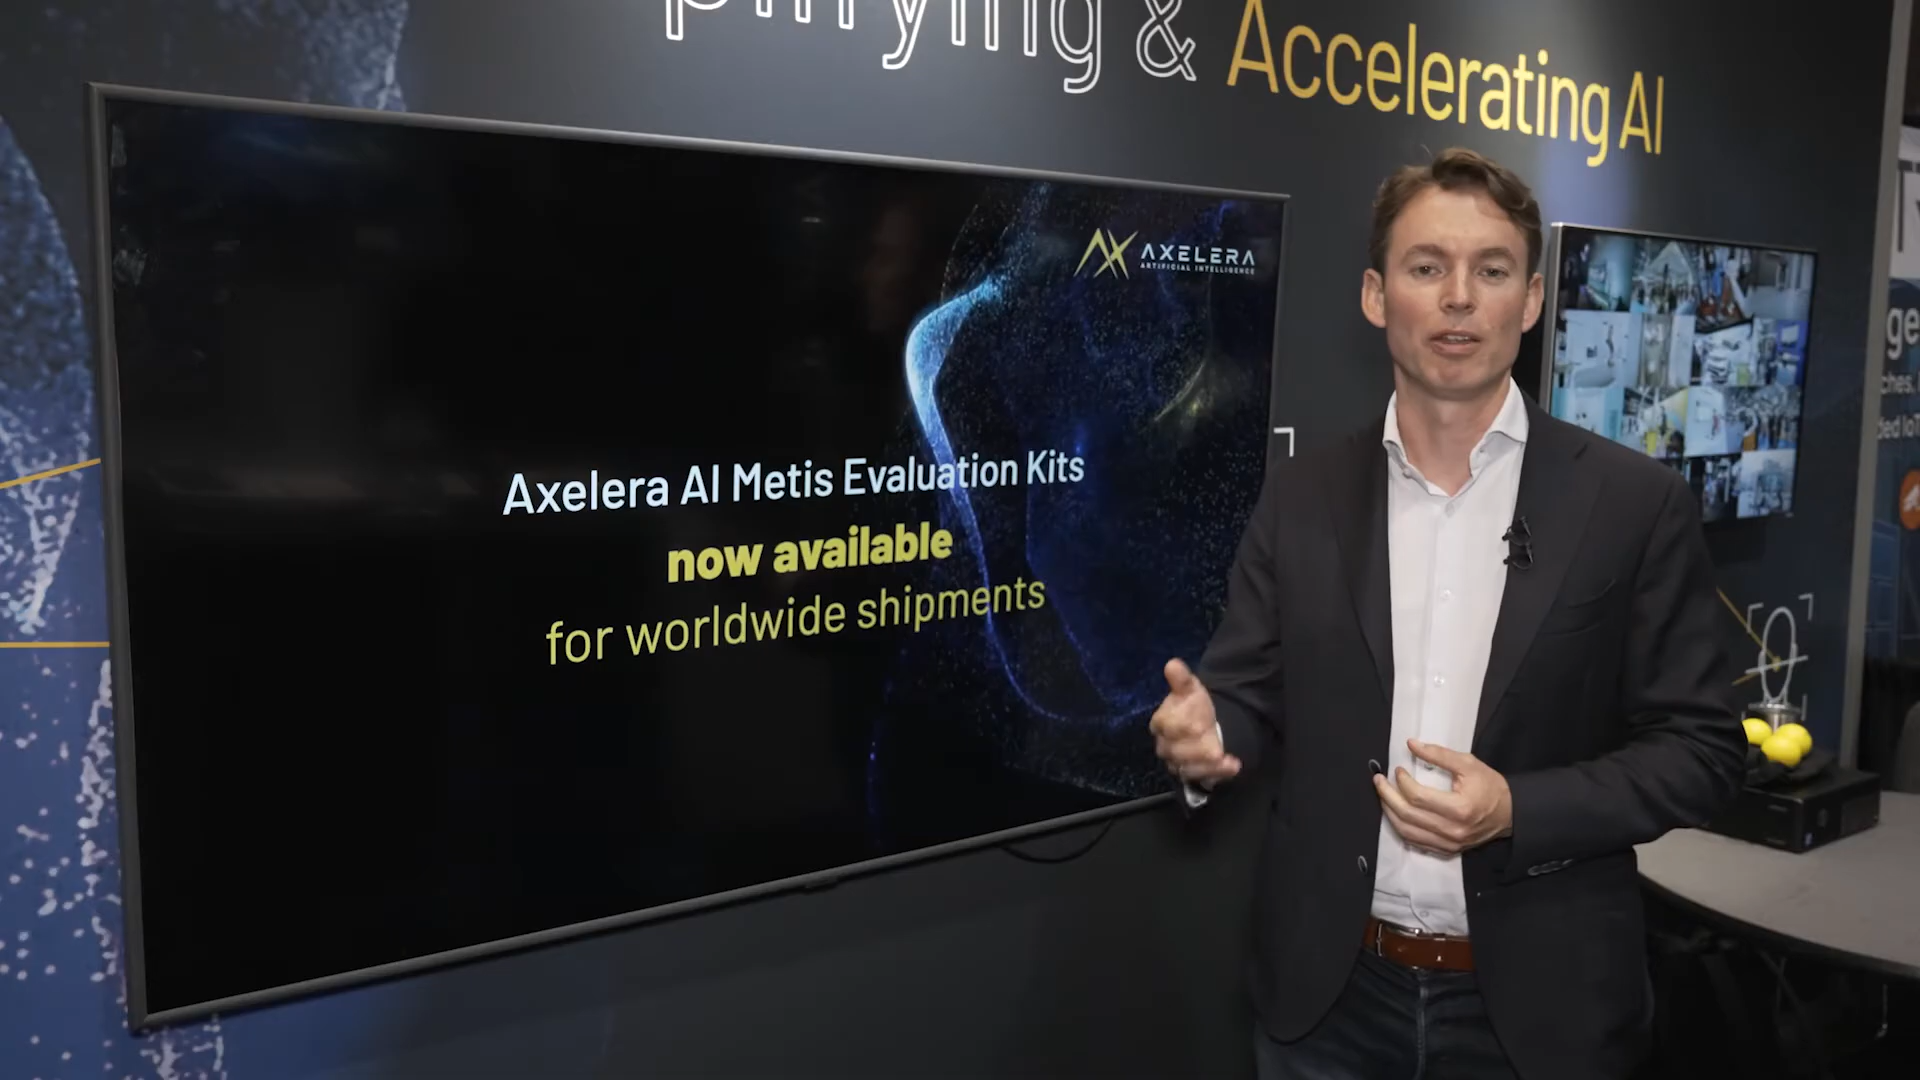 & Accelerating AI
AXELERA
ARTIFICIAL INTELLIGENCE
Axelera AI Metis Evaluation Kits
now available
for worldwide shipments